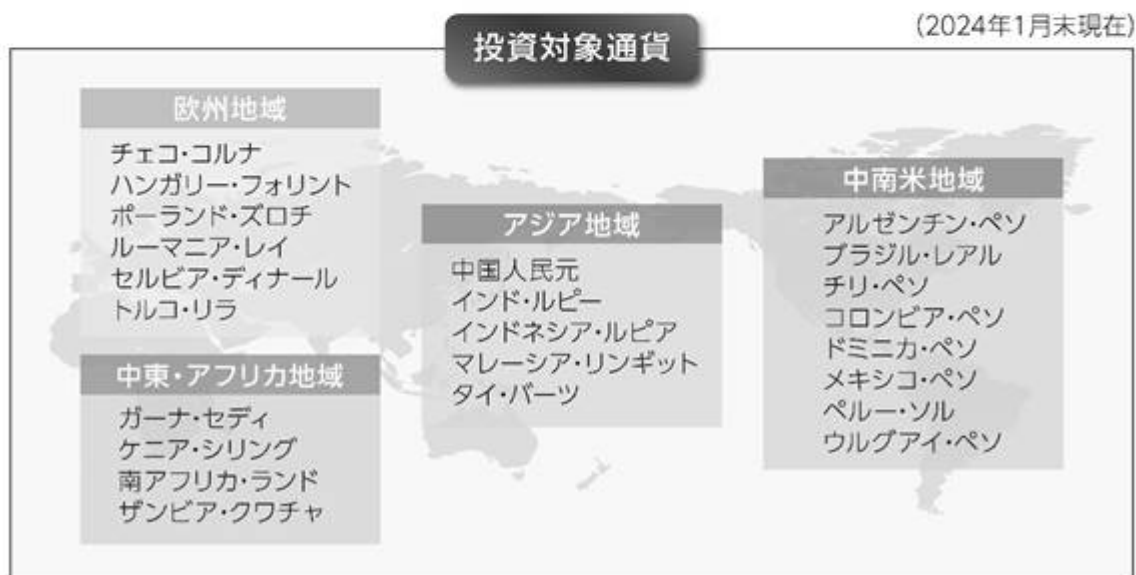 (2024年1月末現在)
投資対象通貨
欧州地域
チェコ・コルナ
ハンガリー・フォリント
ポーランド・ズロチ
ルーマニア・レイ
セルビア・ディナール
トルコ・リラ
中東・アフリカ地域
ガーナ・セディ
ケニア・シリング
南アフリカ・ランド
ザンビア・クワチャ
アジア地域
中国人民元
インド・ルピー
インドネシア・ルピア
マレーシア・リンギット
タイ・バーツ
中南米地域
アルゼンチン・ペソ
ブラジル・レアル
チリ・ペソ
コロンビア・ペソ
ドミニカ・ペソ
メキシコ・ペソ
ペルー・ソル
ウルグアイ・ペソ